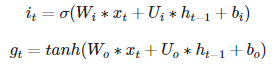 i_t = σ(W_i * x_t + U_i * h_{t-1} + b_i)
g_t = tanh(W_o * x_t + U_o * h_{t-1} + b_o)